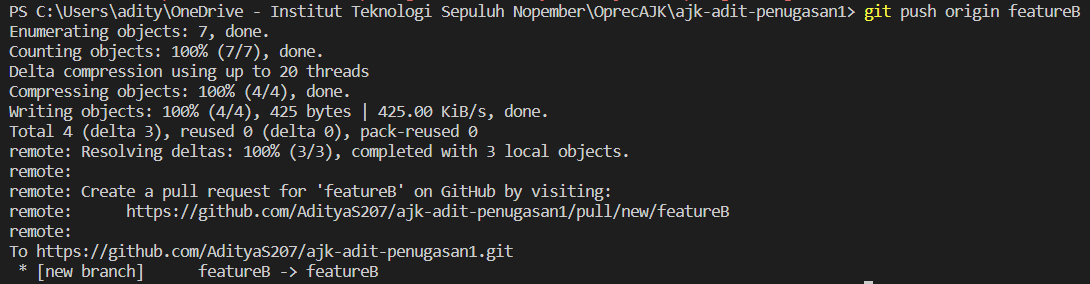 PS C:\Users\adity\OneDrive - Institut Teknologi Sepuluh Nopember\OprecAJK\ajk-adit-penugasan1> git push origin featureB
Enumerating objects: 7, done.
Counting objects: 100% (7/7), done.
Delta compression using up to 20 threads
Compressing objects: 100% (4/4), done.
Writing objects: 100% (4/4), 425 bytes | 425.00 KiB/s, done.
Total 4 (delta 3), reused 0 (delta 0), pack-reused 0
remote: Resolving deltas: 100% (3/3), completed with 3 local objects.
remote:
remote: Create a pull request for 'featureB' on GitHub by visiting:
remote:      https://github.com/AdityaS207/ajk-adit-penugasan1/pull/new/featureB
remote:
To https://github.com/AdityaS207/ajk-adit-penugasan1.git
 * [new branch]      featureB -> featureB